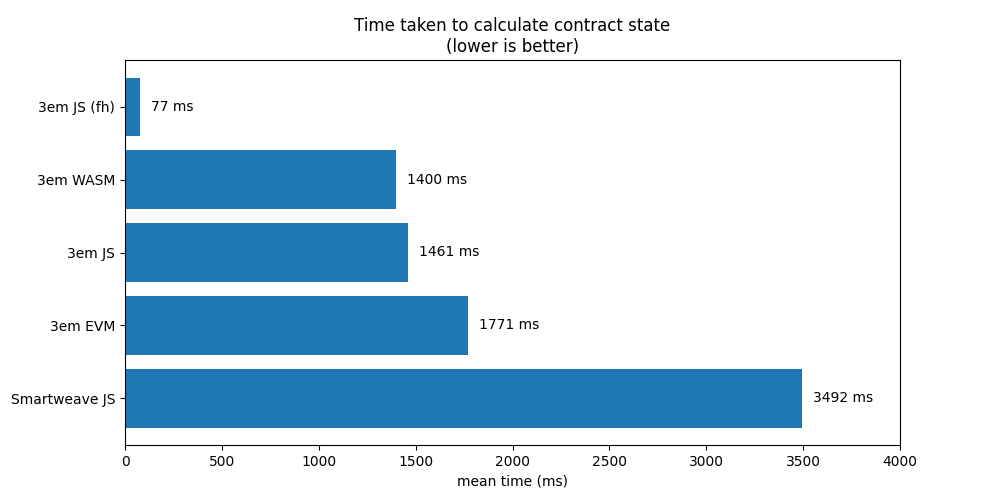 Time taken to calculate contract state
(lower is better)
3em JS (fh)
77 ms
3em WASM
1400 ms
3em JS
1461 ms
3em EVM
1771 ms
Smartweave JS
3492 ms
0 500 1000 1500 2000 2500 3000 3500 4000
mean time (ms)